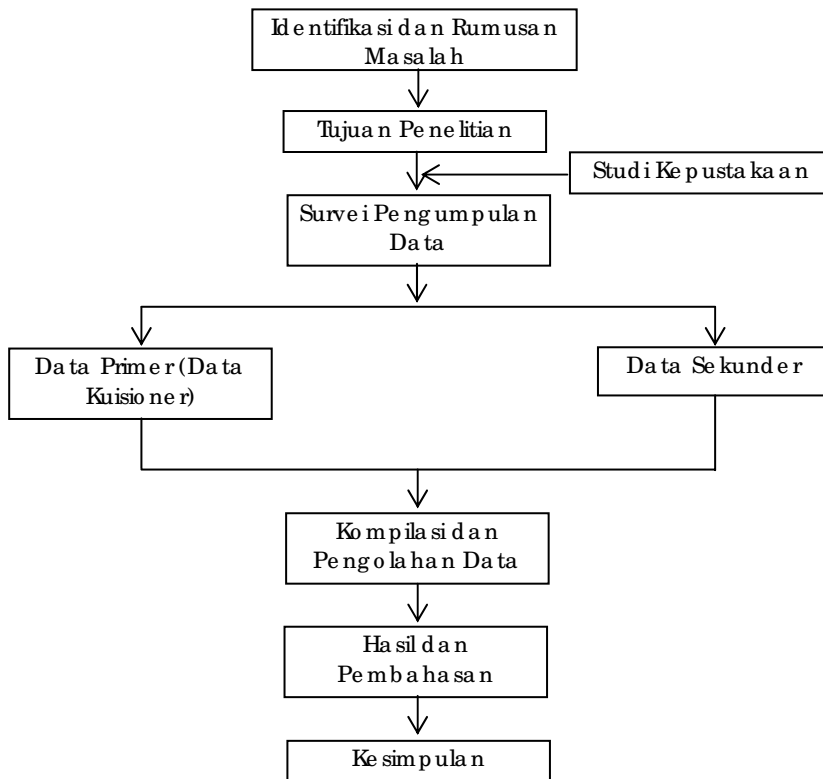 Identifikasi dan Rumusan
Masalah
Tujuan Penelitian
Studi Kepustakaan
Survei Pengumpulan
Data
Data Primer (Data
Kuisioner)
Data Sekunder
Kompilasi dan
Pengolahan Data
Hasil dan
Pembahasan
Kesimpulan